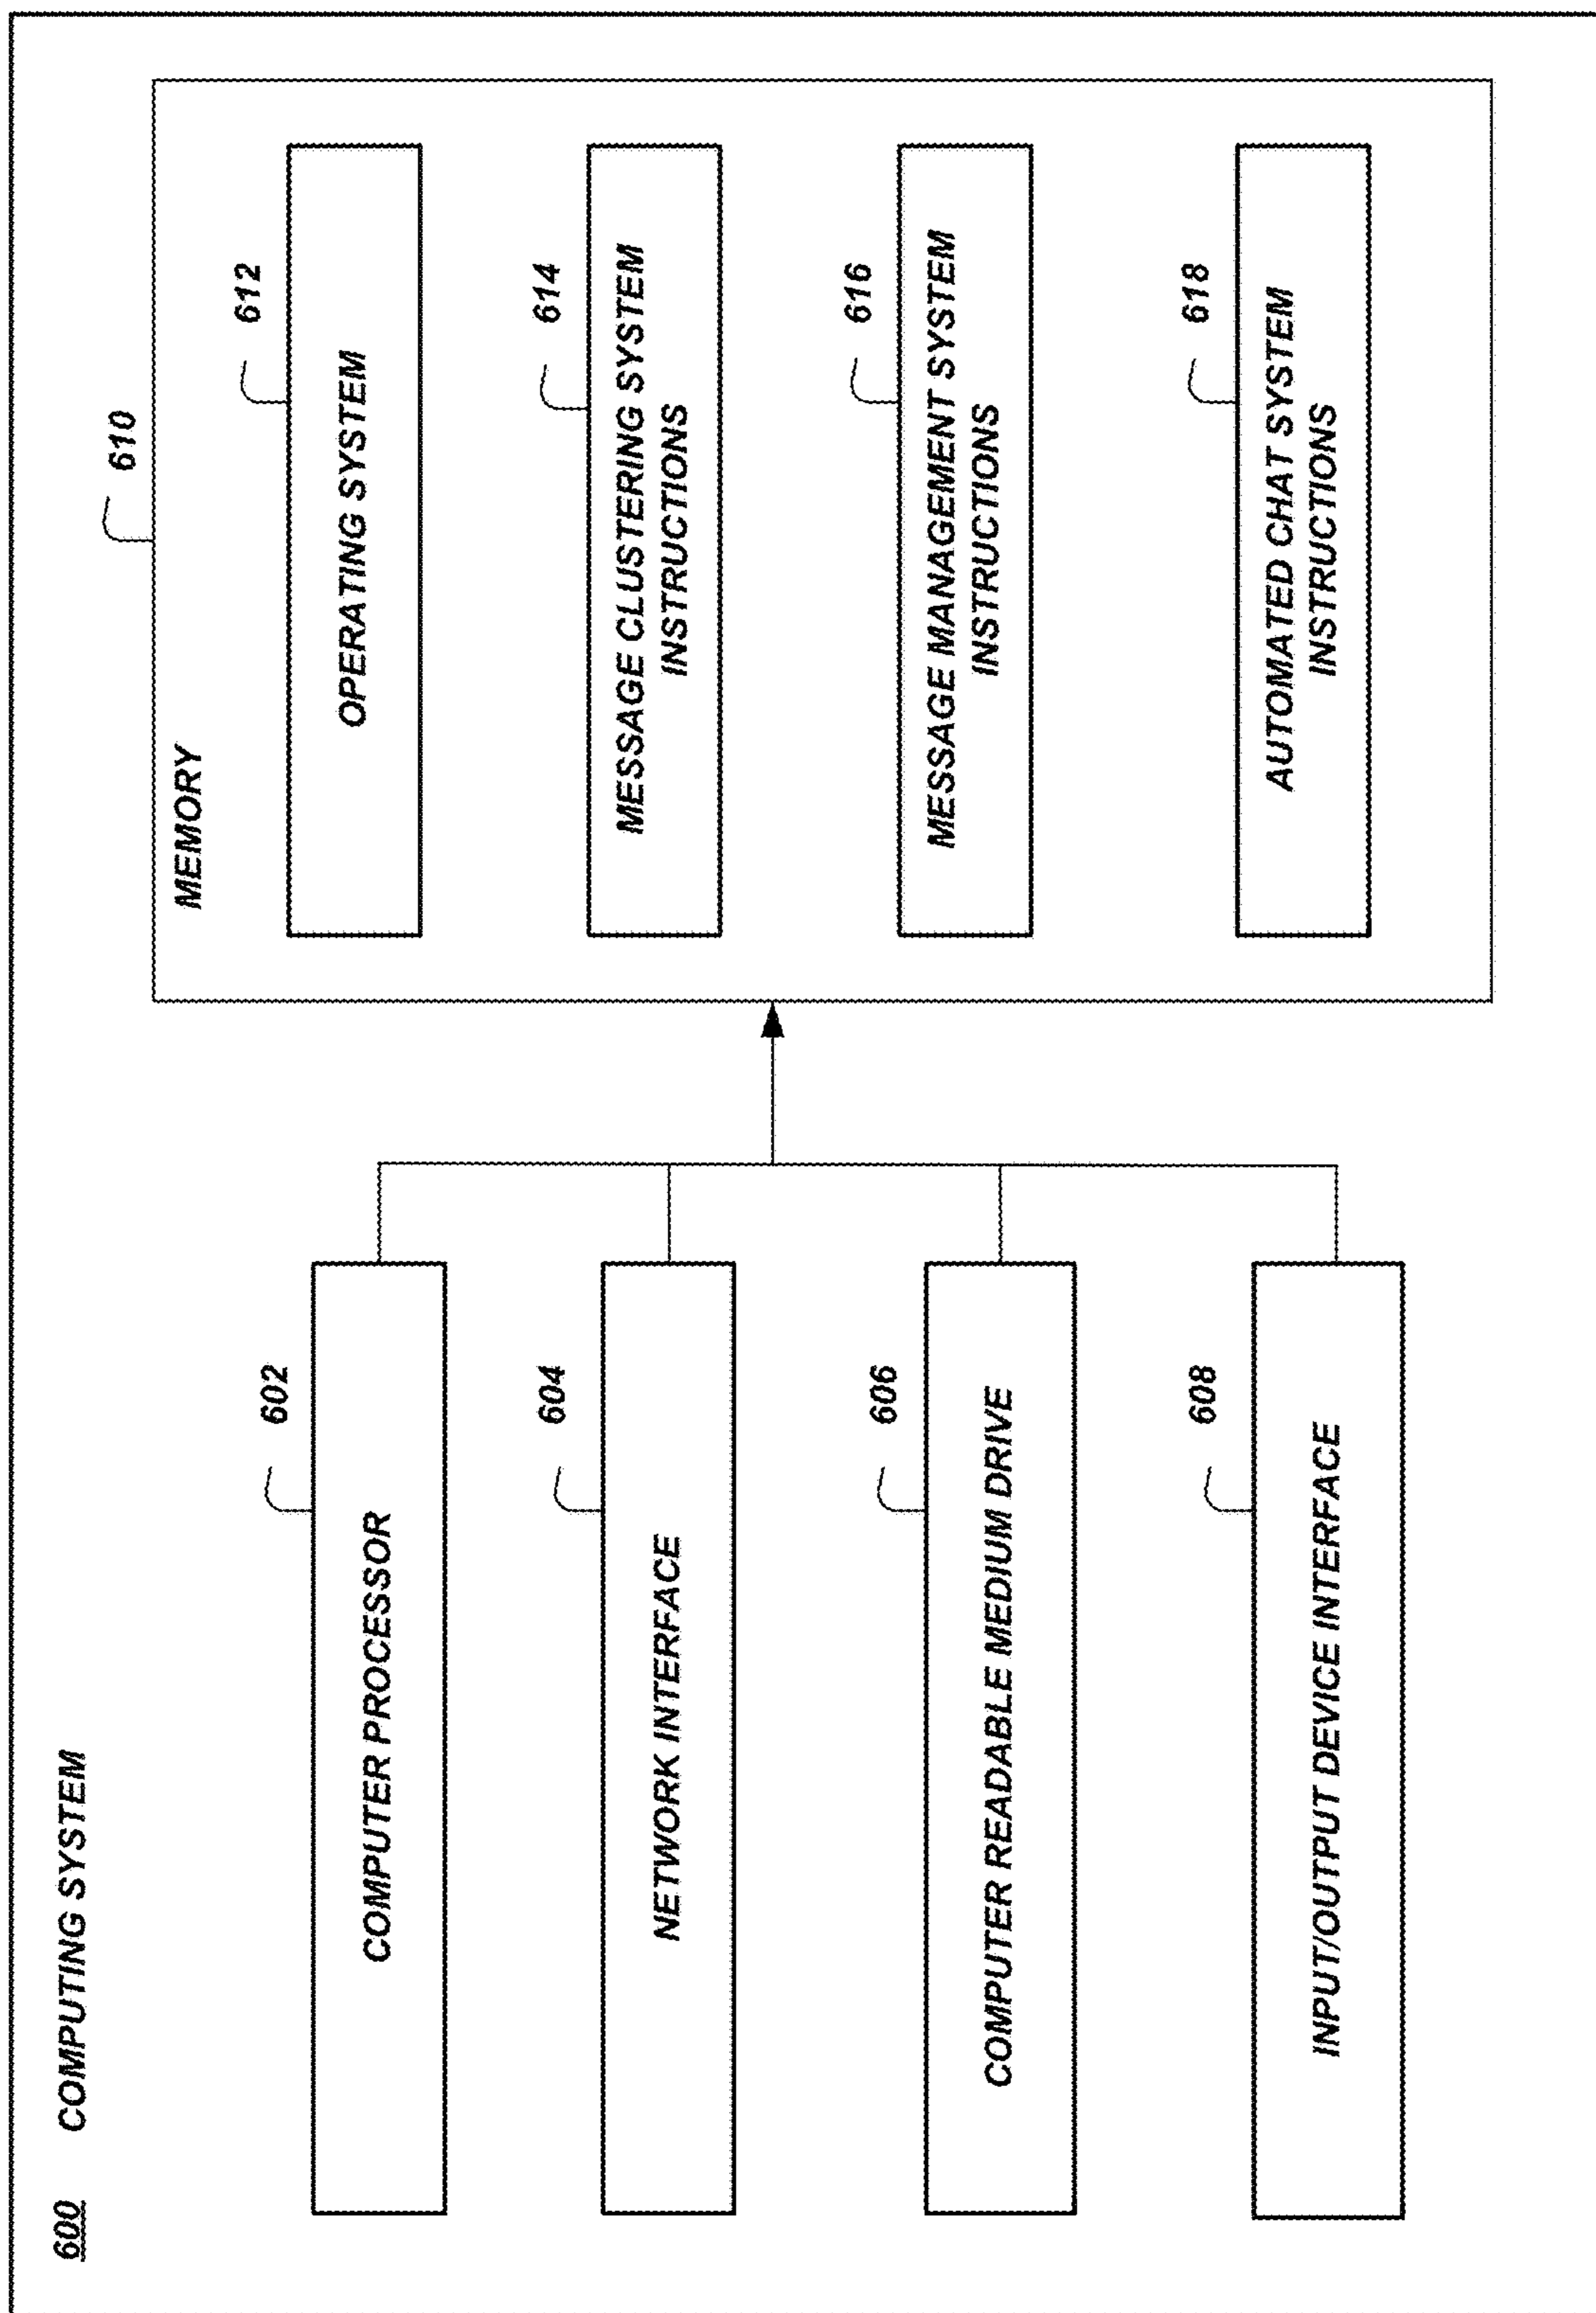 600 COMPUTING SYSTEM
602
COMPUTER PROCESSOR
604
NETWORK INTERFACE
606
COMPUTER READABLE MEDIUM DRIVE
608
INPUT/OUTPUT DEVICE INTERFACE
610
MEMORY
612
OPERATING SYSTEM
614
MESSAGE CLUSTERING SYSTEM
INSTRUCTIONS
616
MESSAGE MANAGEMENT SYSTEM
INSTRUCTIONS
618
AUTOMATED CHAT SYSTEM
INSTRUCTIONS